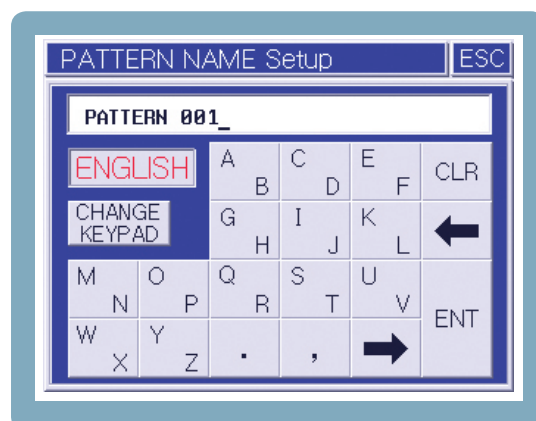 PATTERN NAME Setup ESC
PATTERN 001_
ENGLISH A B C D E F CLR
CHANGE
KEYPAD G H I J K L ←
M N O P Q R S T U V ENT
W X Y Z . , →